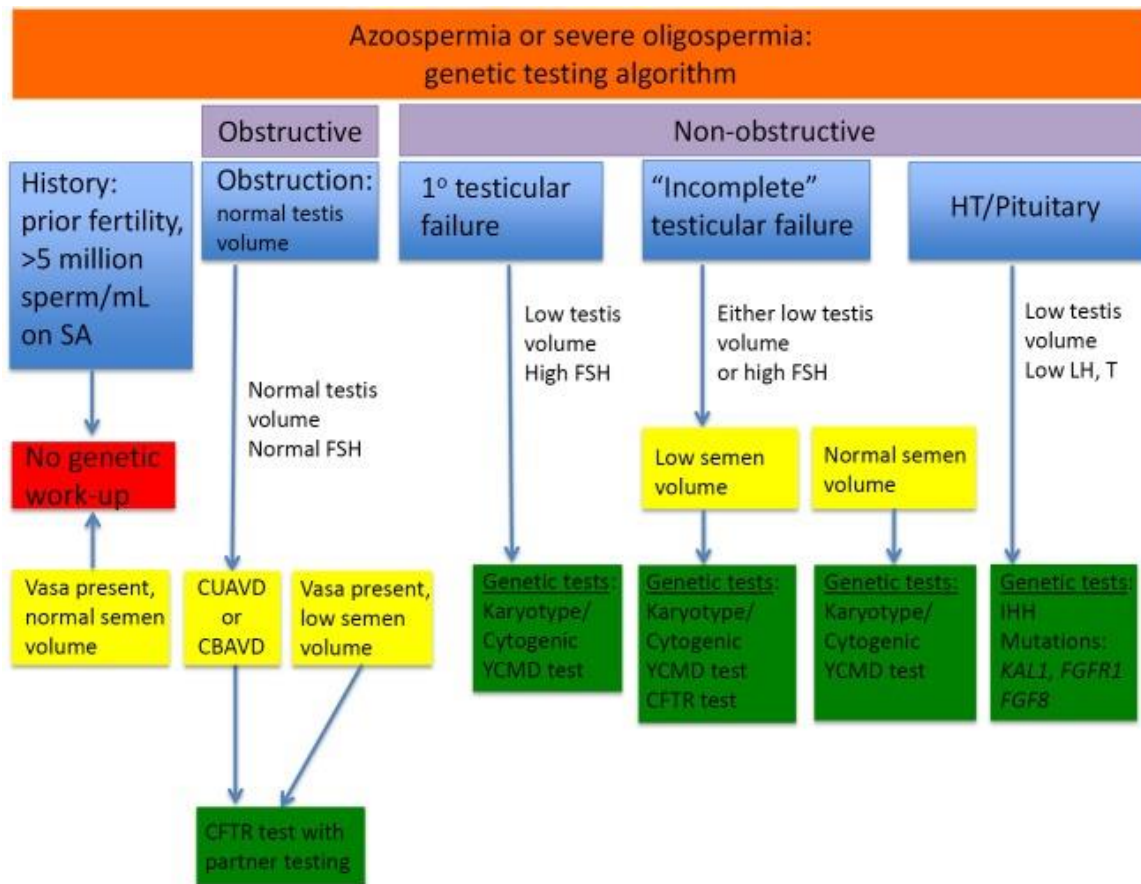 Azoospermia or severe oligospermia:
genetic testing algorithm
Obstructive
Non-obstructive
History:
prior fertility,
>5 million
sperm/mL
on SA
Obstruction:
normal testis
volume
1º testicular
failure
“Incomplete”
testicular failure
HT/Pituitary
Normal testis
volume
Normal FSH
Low testis
volume
High FSH
Either low testis
volume
or high FSH
Low testis
volume
Low LH, T
No genetic
work-up
Low semen
volume
Normal semen
volume
Vasa present,
normal semen
volume
CUAVD
or
CBAVD
Vasa present,
low semen
volume
Genetic tests:
Karyotype/
Cytogenic
YCMD test
Genetic tests:
Karyotype/
Cytogenic
YCMD test
CFTR test
Genetic tests:
Karyotype/
Cytogenic
YCMD test
Genetic tests:
IHH
Mutations:
KAL1, FGFR1
FGF8
CFTR test with
partner testing